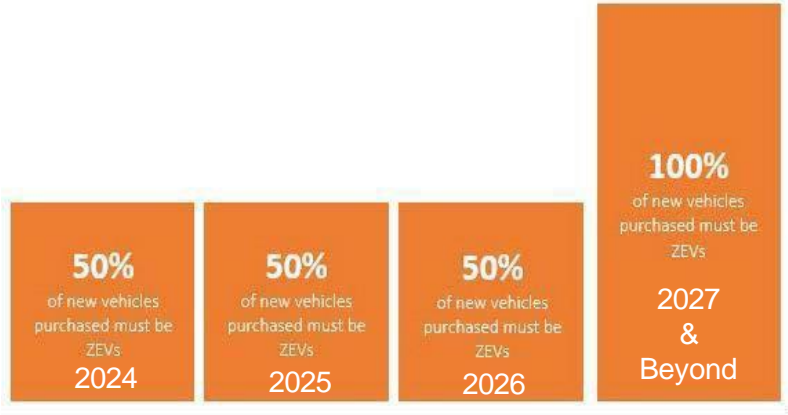 50%
of new vehicles
purchased must be
ZEVs
2024
50%
of new vehicles
purchased must be
ZEVs
2025
50%
of new vehicles
purchased must be
ZEVs
2026
100%
of new vehicles
purchased must be
ZEVs
2027
&
Beyond